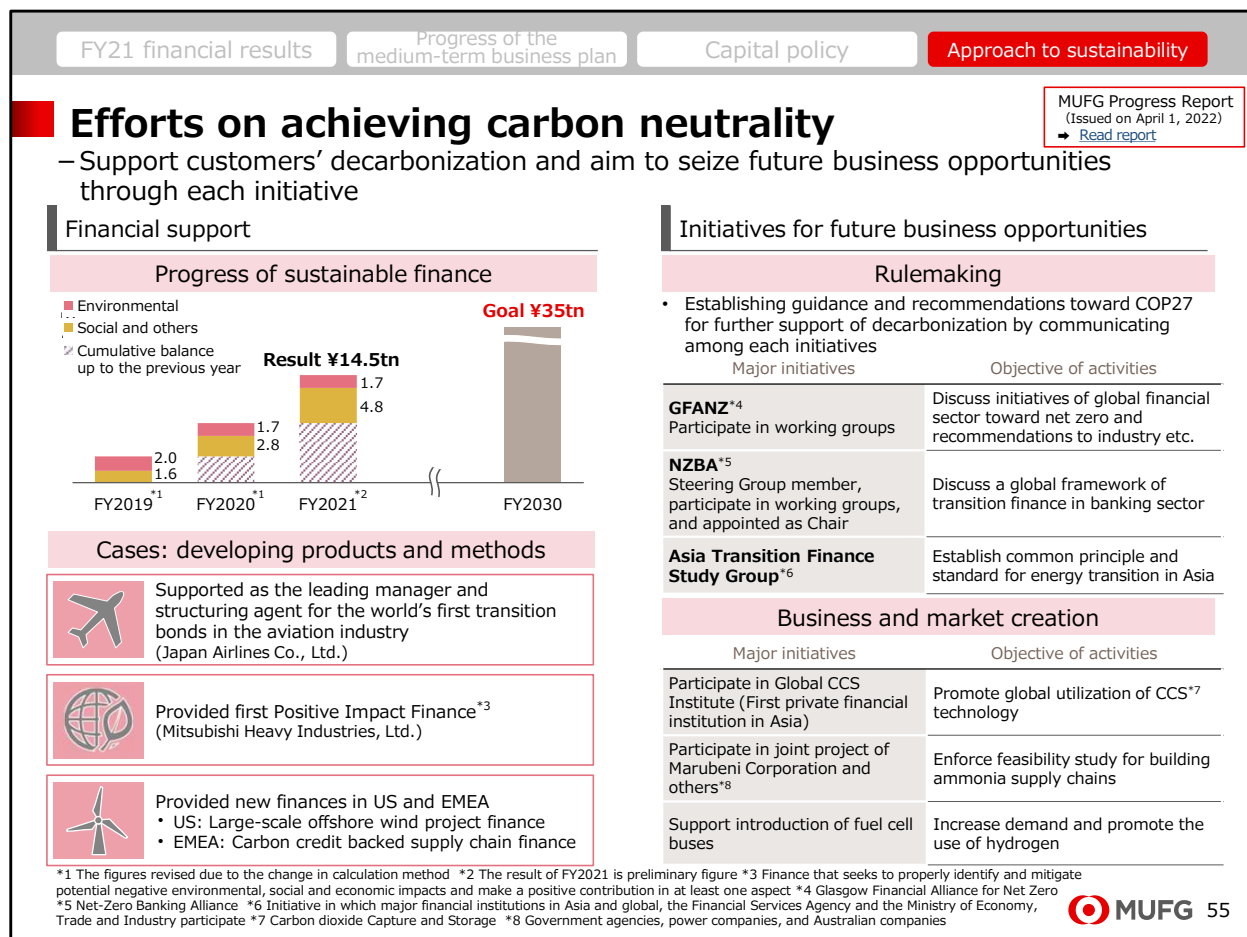 FY21 financial results
Progress of the
medium-term business plan
Capital policy
Approach to sustainability
Efforts on achieving carbon neutrality
MUFG Progress Report
(Issued on April 1, 2022)
➡ Read report
– Support customers' decarbonization and aim to seize future business opportunities
through each initiative
Financial support
Progress of sustainable finance
Environmental
Social and others
Cumulative balance
up to the previous year
Result ¥14.5tn
Goal ¥35tn
1.7
4.8
1.7
2.8
2.0
1.6
FY2019*1
FY2020*1
FY2021*2
FY2030
Cases: developing products and methods
Supported as the leading manager and
structuring agent for the world's first transition
bonds in the aviation industry
(Japan Airlines Co., Ltd.)
Provided first Positive Impact Finance*3
(Mitsubishi Heavy Industries, Ltd.)
Provided new finances in US and EMEA
• US: Large-scale offshore wind project finance
• EMEA: Carbon credit backed supply chain finance
Initiatives for future business opportunities
Rulemaking
• Establishing guidance and recommendations toward COP27
for further support of decarbonization by communicating
among each initiatives
Major initiatives
Objective of activities
GFANZ*4
Participate in working groups
Discuss initiatives of global financial
sector toward net zero and
recommendations to industry etc.
NZBA*5
Steering Group member,
participate in working groups,
and appointed as Chair
Discuss a global framework of
transition finance in banking sector
Asia Transition Finance
Study Group*6
Establish common principle and
standard for energy transition in Asia
Business and market creation
Major initiatives
Objective of activities
Participate in Global CCS
Institute (First private financial
institution in Asia)
Promote global utilization of CCS*7
technology
Participate in joint project of
Marubeni Corporation and
others*8
Enforce feasibility study for building
ammonia supply chains
Support introduction of fuel cell
buses
Increase demand and promote the
use of hydrogen
*1 The figures revised due to the change in calculation method *2 The result of FY2021 is preliminary figure *3 Finance that seeks to properly identify and mitigate
potential negative environmental, social and economic impacts and make a positive contribution in at least one aspect *4 Glasgow Financial Alliance for Net Zero
*5 Net-Zero Banking Alliance *6 Initiative in which major financial institutions in Asia and global, the Financial Services Agency and the Ministry of Economy,
Trade and Industry participate *7 Carbon dioxide Capture and Storage *8 Government agencies, power companies, and Australian companies
MUFG
55